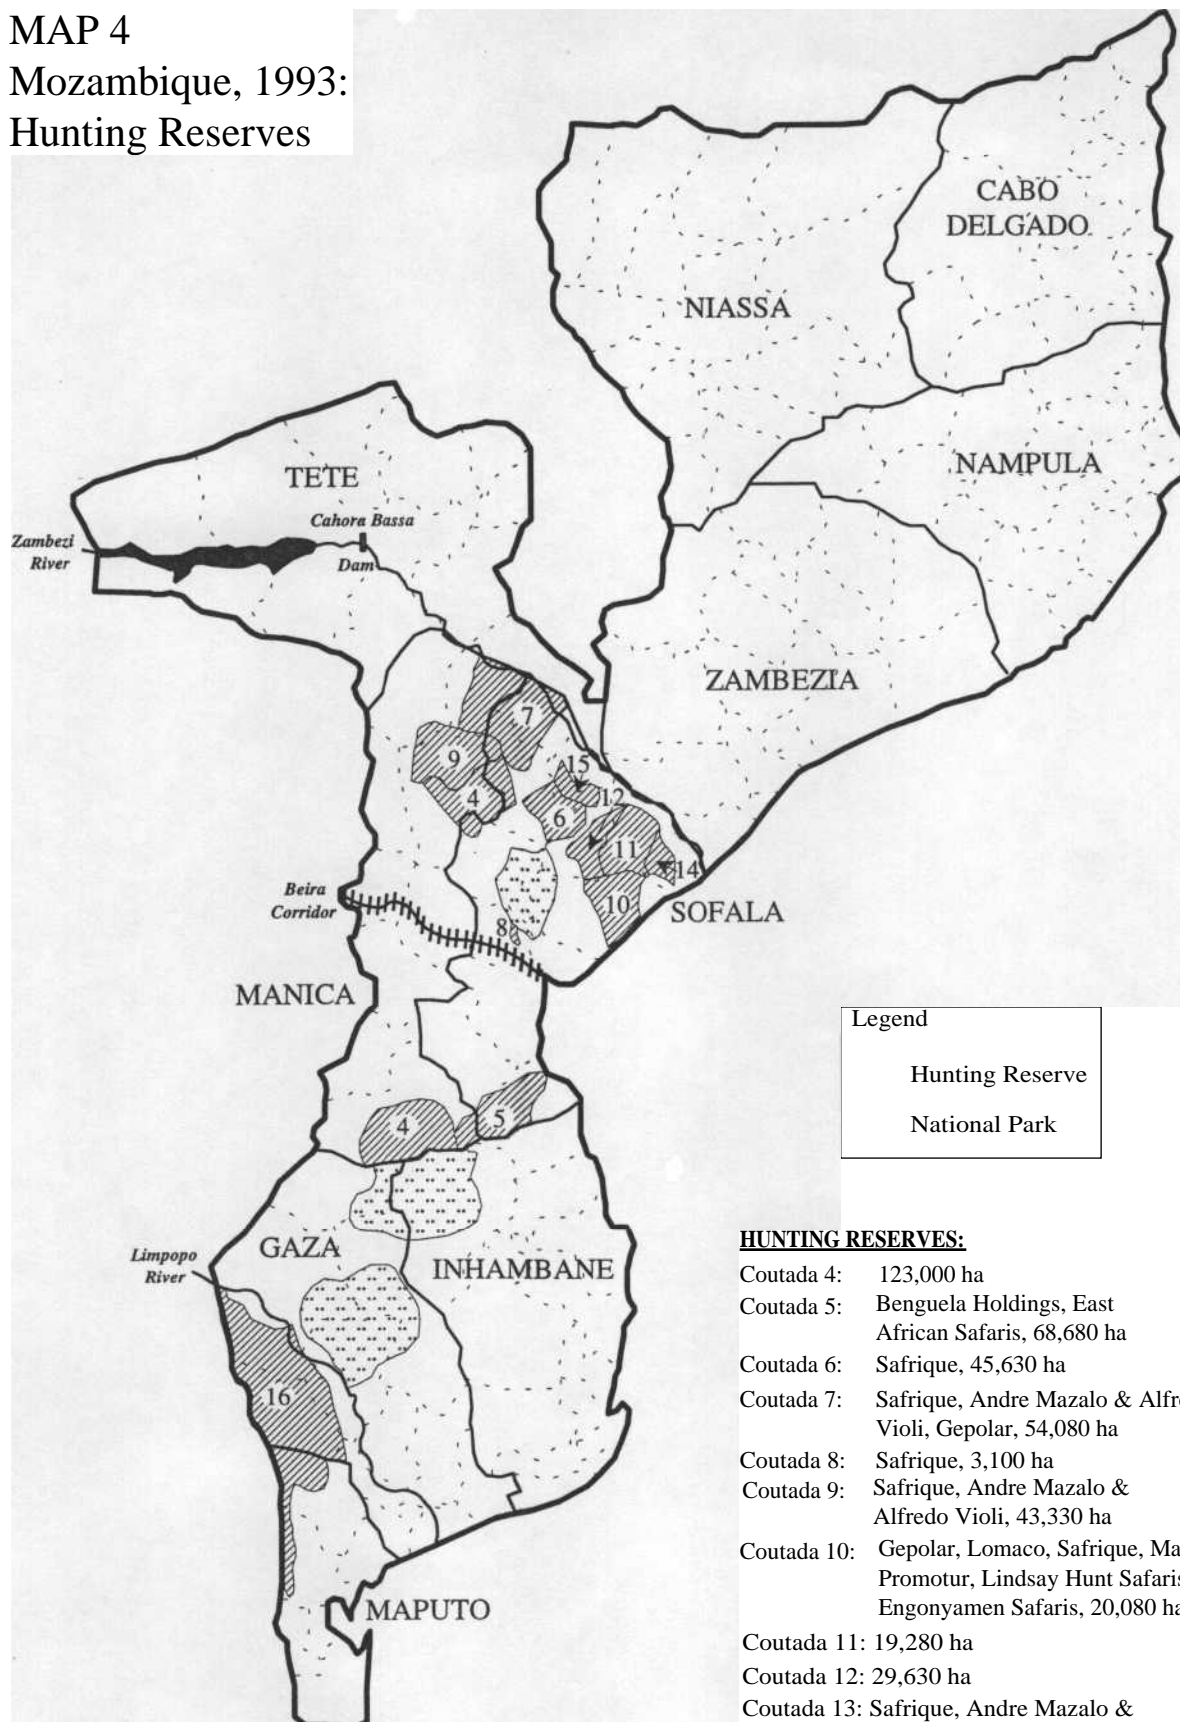 MAP 4
Mozambique, 1993:
Hunting Reserves
CABO
DELGADO
NIASSA
NAMPULA
TETE
Cahora Bassa
Dam
Zambezi
River
ZAMBEZIA
7
9
15
4
12
6
11
14
10
SOFALA
Beira
Corridor
8
MANICA
Legend
Hunting Reserve
National Park
4
5
GAZA
INHAMBANE
Limpopo
River
16
MAPUTO
HUNTING RESERVES:
Coutada 4: 123,000 ha
Coutada 5: Benguela Holdings, East
African Safaris, 68,680 ha
Coutada 6: Safrique, 45,630 ha
Coutada 7: Safrique, Andre Mazalo & Alfr
Violi, Gepolar, 54,080 ha
Coutada 8: Safrique, 3,100 ha
Coutada 9: Safrique, Andre Mazalo &
Alfredo Violi, 43,330 ha
Coutada 10: Gepolar, Lomaco, Safrique, Ma
Promotur, Lindsay Hunt Safaris
Engonyamen Safaris, 20,080 ha
Coutada 11: 19,280 ha
Coutada 12: 29,630 ha
Coutada 13: Safrique, Andre Mazalo &